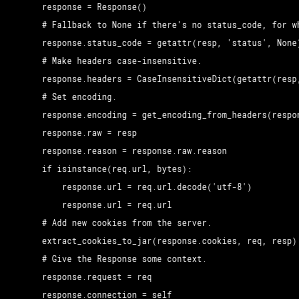 response = Response()
# Fallback to None if there's no status_code, for
response.status_code = getattr(resp, 'status', None
# Make headers case-insensitive.
response.headers = CaseInsensitiveDict(getattr(resp,
# Set encoding.
response.encoding = get_encoding_from_headers(
response.raw = resp
response.reason = response.raw.reason
if isinstance(req.url, bytes):
response.url = req.url.decode('utf-8')
response.url = req.url
# Add new cookies from the server.
extract_cookies_to_jar(response.cookies, req, resp)
# Give the Response some context.
response.request = req
response.connection = self